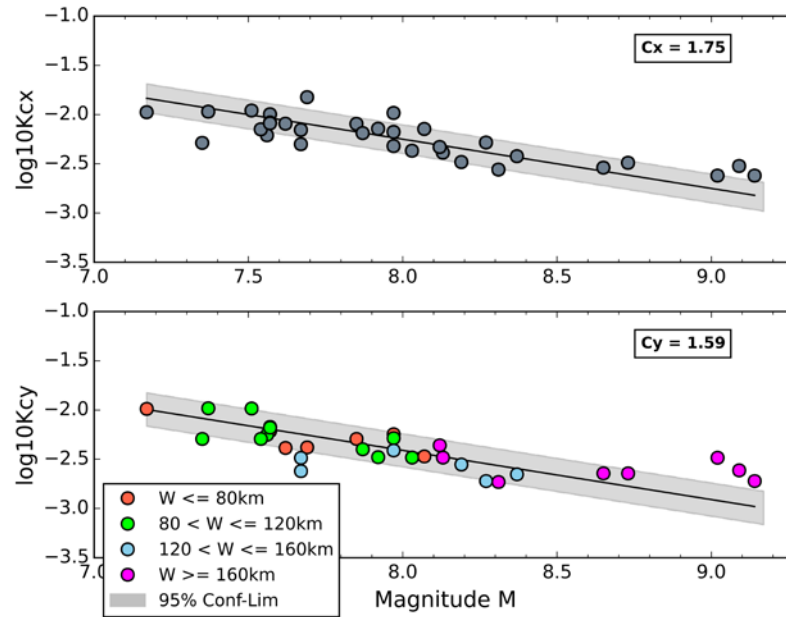 −1.0
Cx = 1.75
−1.5
−2.0
log10Kcx
−2.5
−3.0
−3.5
7.0 7.5 8.0 8.5 9.0
−1.0
Cy = 1.59
−1.5
−2.0
log10Kcy
−2.5
−3.0
W <= 80km
80 < W <= 120km
−3.5
120 < W <= 160km
7.0 8.0 8.5 9.0
W >= 160km
95% Conf-Lim
Magnitude M